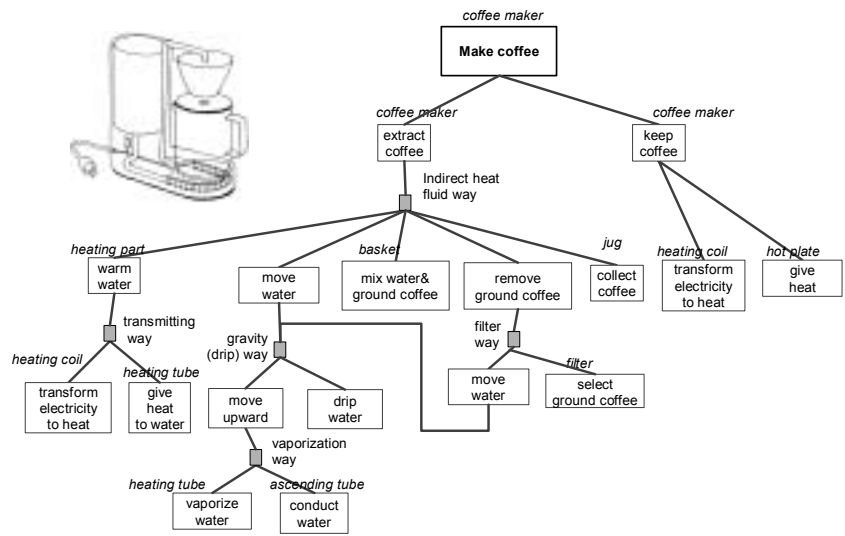 coffee maker
Make coffee
coffee maker
extract
coffee
coffee maker
keep
coffee
Indirect heat
fluid way
heating part
warm
water
move
water
basket
mix water&
ground coffee
remove
ground coffee
jug
collect
coffee
heating coil
transform
electricity
to heat
hot plate
give
heat
transmitting
way
gravity
(drip) way
filter
way
heating coil
transform
electricity
to heat
heating tube
give
heat
to water
move
upward
drip
water
move
water
filter
select
ground coffee
vaporization
way
heating tube
vaporize
water
ascending tube
conduct
water